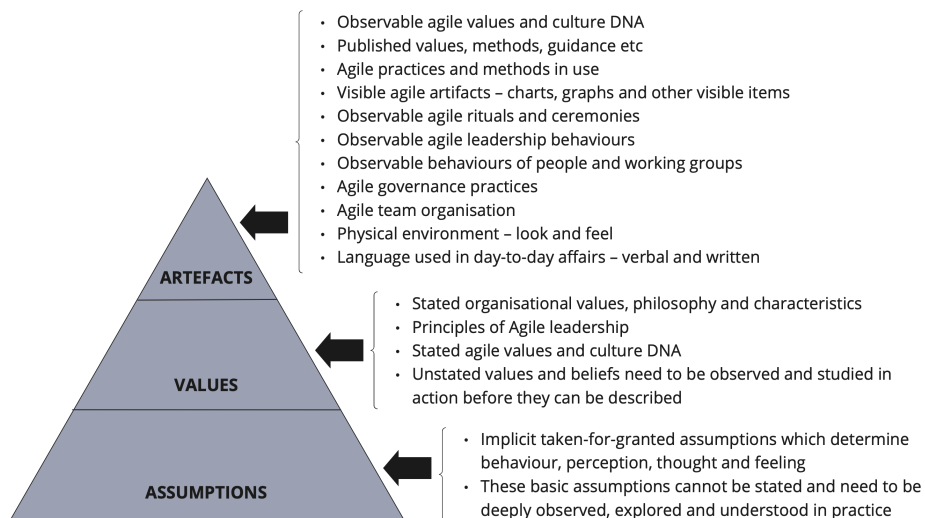 • Observable agile values and culture DNA
• Published values, methods, guidance etc
• Agile practices and methods in use
• Visible agile artifacts – charts, graphs and other visible items
• Observable agile rituals and ceremonies
• Observable agile leadership behaviours
• Observable behaviours of people and working groups
• Agile governance practices
• Agile team organisation
• Physical environment – look and feel
• Language used in day-to-day affairs – verbal and written
ARTEFACTS
• Stated organisational values, philosophy and characteristics
• Principles of Agile leadership
• Stated agile values and culture DNA
• Unstated values and beliefs need to be observed and studied in
action before they can be described
VALUES
• Implicit taken-for-granted assumptions which determine
behaviour, perception, thought and feeling
• These basic assumptions cannot be stated and need to be
deeply observed, explored and understood in practice
ASSUMPTIONS